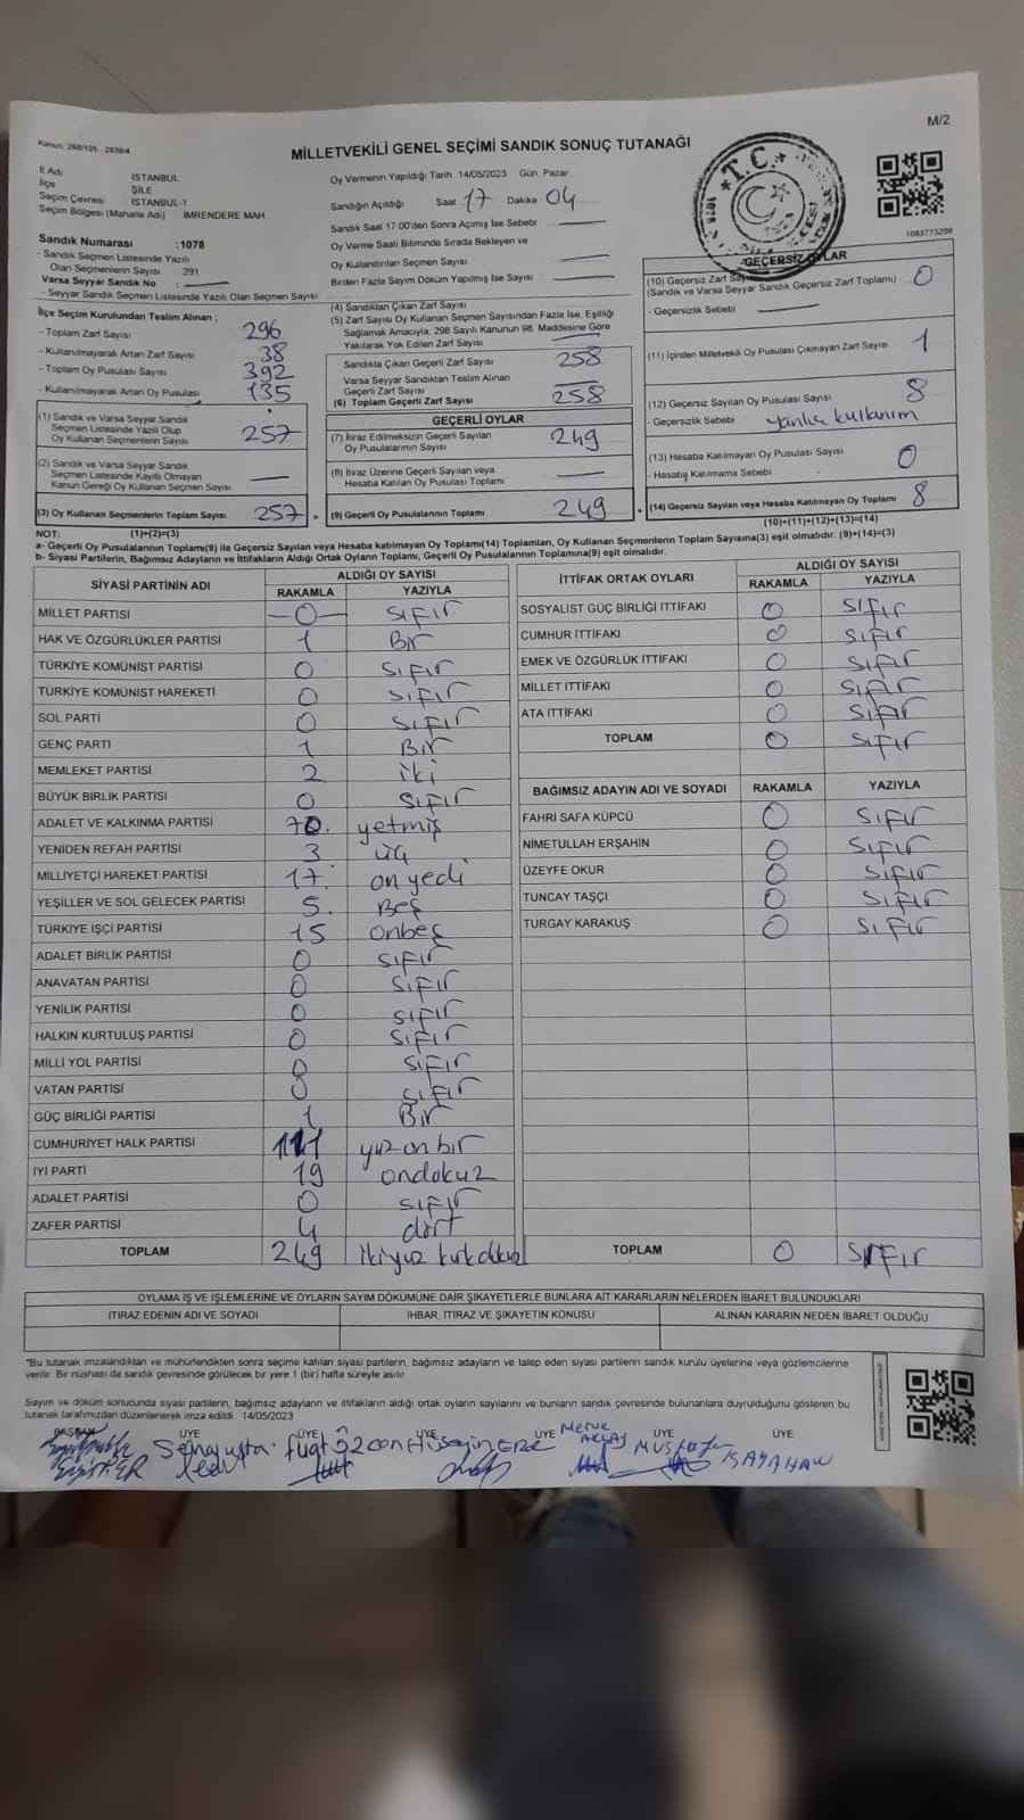 Kanun: 298/105 - 2839/4
M/2
MİLLETVEKİLİ GENEL SEÇİMİ SANDIK SONUÇ TUTANAĞI
İl Adı İSTANBUL
İlçe ŞİLE
Seçim Çevresi İSTANBUL-1
Seçim Bölgesi (Mahalle Adı) İMRENDERE MAH
Oy Vermenin Yapıldığı Tarih 14/05/2023 Gün Pazar
Sandığın Açıldığı Saat 17 Dakika 04
Sandık Saat 17.00'den Sonra Açılmış İse Sebebi
Oy Verme Saati Bitiminde Sırada Bekleyen ve
Oy Kullandırılan Seçmen Sayısı
Birden Fazla Sayım Döküm Yapılmış İse Sayısı
T.C.
1078
Sandık Numarası :1078
- Sandık Seçmen Listesinde Yazılı
Olan Seçmenlerin Sayısı 291
Varsa Seyyar Sandık No :
- Seyyar Sandık Seçmen Listesinde Yazılı Olan Seçmen Sayısı
İlçe Seçim Kurulundan Teslim Alınan ;
- Toplam Zarf Sayısı 296
- Kullanılmayarak Artan Zarf Sayısı 38
- Toplam Oy Pusulası Sayısı 392
- Kullanılmayarak Artan Oy Pusulası 135
(1) Sandık ve Varsa Seyyar Sandık
Seçmen Listesinde Yazılı Olup
Oy Kullanan Seçmenlerin Sayısı 257
(2) Sandık ve Varsa Seyyar Sandık
Seçmen Listesinde Kayıtlı Olmayan
Kanun Gereği Oy Kullanan Seçmen Sayısı
(3) Oy Kullanan Seçmenlerin Toplam Sayısı 257
(4) Sandıktan Çıkan Zarf Sayısı
(5) Zarf Sayısı Oy Kullanan Seçmen Sayısından Fazla İse, Eşitliği
Sağlamak Amacıyla, 298 Sayılı Kanunun 98. Maddesine Göre
Yakılarak Yok Edilen Zarf Sayısı
Sandıkta Çıkan Geçerli Zarf Sayısı 258
Varsa Seyyar Sandıktan Teslim Alınan
Geçerli Zarf Sayısı
(6) Toplam Geçerli Zarf Sayısı 258
GEÇERLİ OYLAR
(7) İtiraz Edilmeksizin Geçerli Sayılan
Oy Pusulalarının Sayısı 249
(8) İtiraz Üzerine Geçerli Sayılan veya
Hesaba Katılan Oy Pusulası Toplamı
(9) Geçerli Oy Pusulalarının Toplamı 249
GEÇERSİZ OYLAR
(10) Geçersiz Zarf Sayısı
(Sandık ve Varsa Seyyar Sandık Geçersiz Zarf Toplamı) 0
- Geçersizlik Sebebi
(11) İçinden Milletvekili Oy Pusulası Çıkmayan Zarf Sayısı 1
(12) Geçersiz Sayılan Oy Pusulası Sayısı 8
- Geçersizlik Sebebi yanlış kullanım
(13) Hesaba Katılmayan Oy Pusulası Sayısı 0
- Hesaba Katılmama Sebebi
(14) Geçersiz Sayılan veya Hesaba Katılmayan Oy Toplamı 8
NOT: (1)+(2)=(3)
(10)+(11)+(12)+(13)=(14)
a- Geçerli Oy Pusulalarının Toplamı(9) ile Geçersiz Sayılan veya Hesaba katılmayan Oy Toplamı(14) Toplamları, Oy Kullanan Seçmenlerin Toplam Sayısına(3) eşit olmalıdır. (9)+(14)=(3)
b- Siyasi Partilerin, Bağımsız Adayların ve İttifakların Aldığı Ortak Oyların Toplamı, Geçerli Oy Pusulalarının Toplamına(9) eşit olmalıdır.
SİYASİ PARTİNİN ADI ALDIĞI OY SAYISI
RAKAMLA YAZIYLA
MİLLET PARTİSİ 0 sıfır
HAK VE ÖZGÜRLÜKLER PARTİSİ 1 Bir
TÜRKİYE KOMÜNİST PARTİSİ 0 sıfır
TÜRKİYE KOMÜNİST HAREKETİ 0 sıfır
SOL PARTİ 0 sıfır
GENÇ PARTİ 1 Bir
MEMLEKET PARTİSİ 2 iki
BÜYÜK BİRLİK PARTİSİ 0 sıfır
ADALET VE KALKINMA PARTİSİ 70. yetmiş
YENİDEN REFAH PARTİSİ 3 üç
MİLLİYETÇİ HAREKET PARTİSİ 17. on yedi
YEŞİLLER VE SOL GELECEK PARTİSİ 5. Beş
TÜRKİYE İŞÇİ PARTİSİ 15 onbeş
ADALET BİRLİK PARTİSİ 0 sıfır
ANAVATAN PARTİSİ 0 sıfır
YENİLİK PARTİSİ 0 sıfır
HALKIN KURTULUŞ PARTİSİ 0 sıfır
MİLLİ YOL PARTİSİ 0 sıfır
VATAN PARTİSİ 0 sıfır
GÜÇ BİRLİĞİ PARTİSİ 1 Bir
CUMHURİYET HALK PARTİSİ 111 yüz on bir
İYİ PARTİ 19 ondokuz
ADALET PARTİSİ 0 sıfır
ZAFER PARTİSİ 4 dört
TOPLAM 249 ikiyüz kırk dokuz
İTTİFAK ORTAK OYLARI ALDIĞI OY SAYISI
RAKAMLA YAZIYLA
SOSYALİST GÜÇ BİRLİĞİ İTTİFAKI 0 sıfır
CUMHUR İTTİFAKI 0 sıfır
EMEK VE ÖZGÜRLÜK İTTİFAKI 0 sıfır
MİLLET İTTİFAKI 0 sıfır
ATA İTTİFAKI 0 sıfır
TOPLAM 0 sıfır
BAĞIMSIZ ADAYIN ADI VE SOYADI RAKAMLA YAZIYLA
FAHRİ SAFA KÜPCÜ 0 sıfır
NİMETULLAH ERŞAHİN 0 sıfır
ÜZEYFE OKUR 0 sıfır
TUNCAY TAŞÇI 0 sıfır
TURGAY KARAKUŞ 0 sıfır
TOPLAM 0 sıfır
OYLAMA İŞ VE İŞLEMLERİNE VE OYLARIN SAYIM DÖKÜMÜNE DAİR ŞİKAYETLERLE BUNLARA AİT KARARLARIN NELERDEN İBARET BULUNDUKLARI
İTİRAZ EDENİN ADI VE SOYADI İHBAR, İTİRAZ VE ŞİKAYETİN KONUSU ALINAN KARARIN NEDEN İBARET OLDUĞU
"Bu tutanak imzalandıktan ve mühürlendikten sonra seçime katılan siyasi partilerin, bağımsız adayların ve talep eden siyasi partilerin sandık kurulu üyelerine veya gözlemcilerine
verilir. Bir nüshası da sandık çevresinde görülecek bir yere 1 (bir) hafta süreyle asılır
Sayım ve döküm sonucunda siyasi partilerin, bağımsız adayların ve ittifakların aldığı ortak oyların sayılarını ve bunların sandık çevresinde bulunanlara duyrulduğunu gösteren bu
tutanak tarafımızdan düzenlenerek imza edildi. 14/05/2023
BAŞKAN ÜYE ÜYE ÜYE ÜYE ÜYE ÜYE